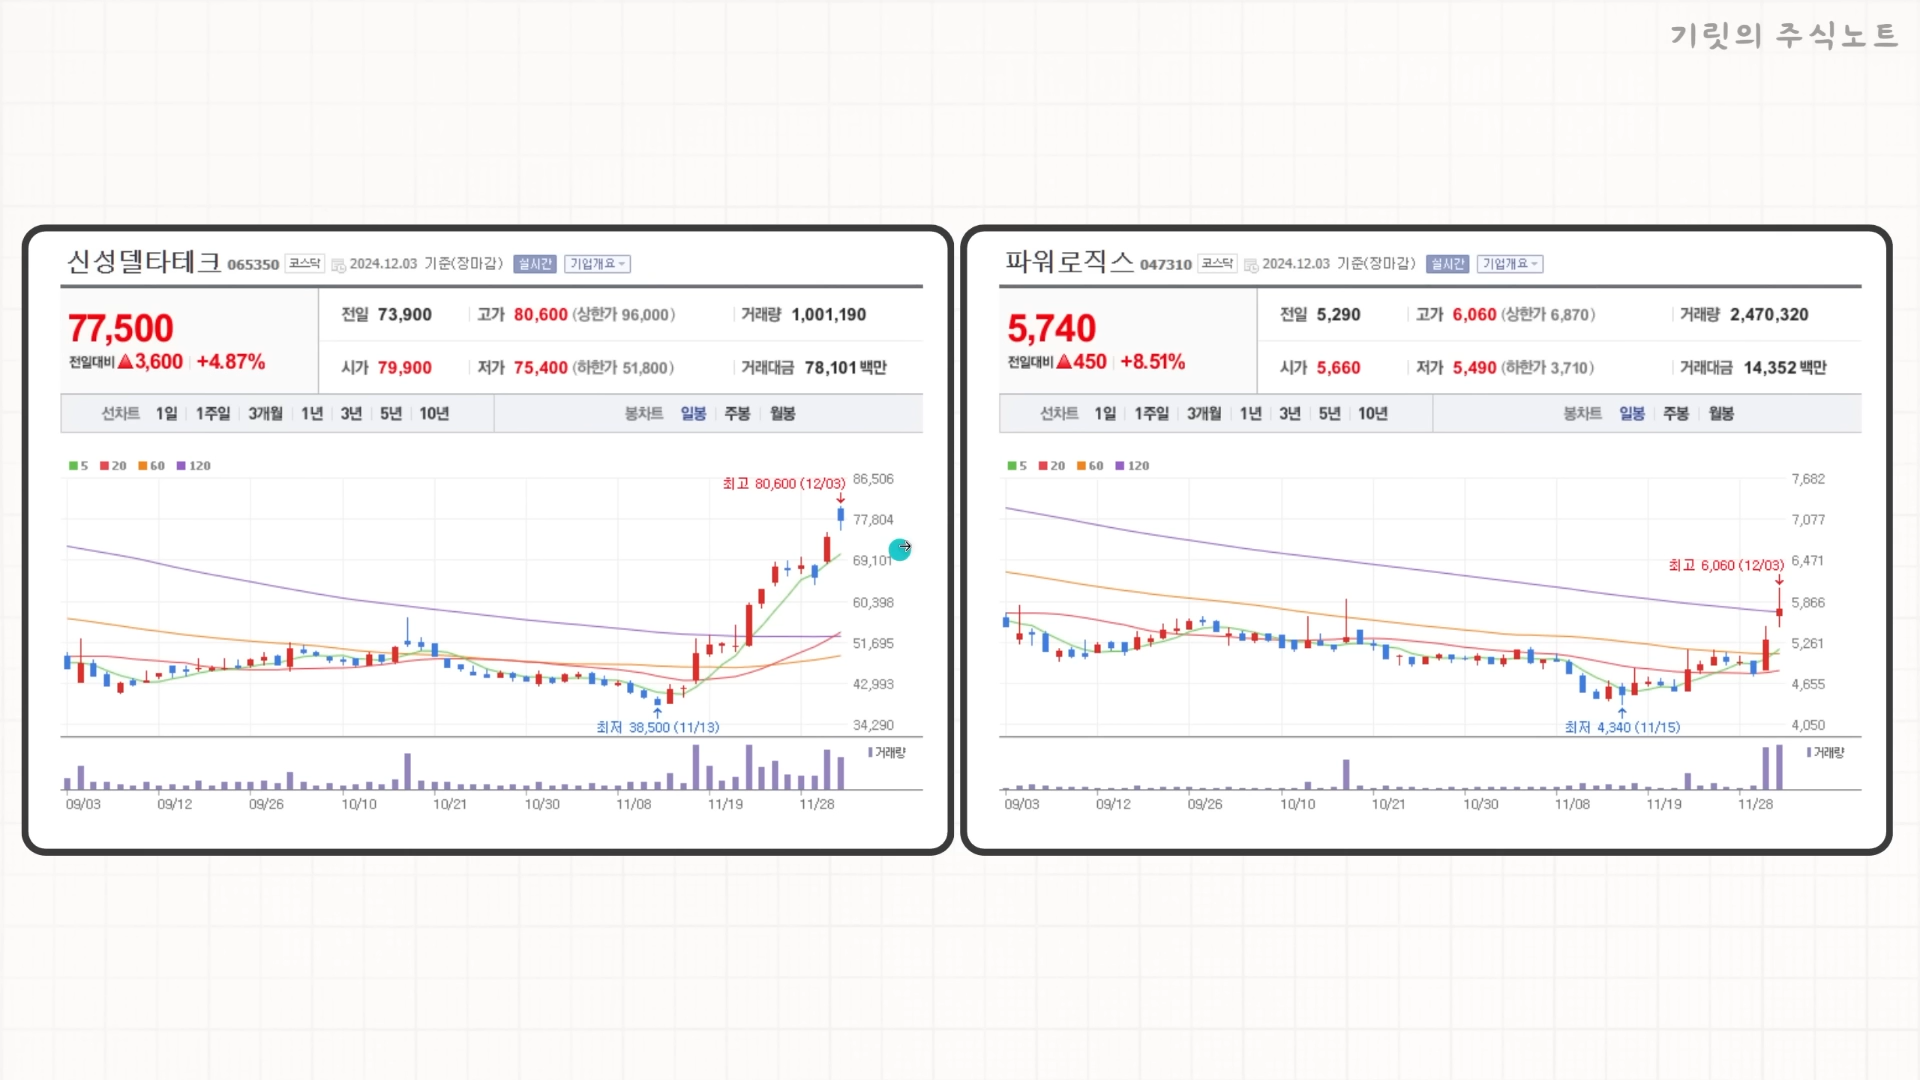 기릿의 주식노트
신성델타테크 065350 코스닥 2024.12.03 기준(장마감) 실시간 기업개요
77,500
전일대비 ▲3,600 +4.87%
전일 73,900 고가 80,600 (상한가 96,000) 거래량 1,001,190
시가 79,900 저가 75,400 (하한가 51,800) 거래대금 78,101 백만
선차트 1일 1주일 3개월 1년 3년 5년 10년 봉차트 일봉 주봉 월봉
5 20 60 120
최고 80,600 (12/03)
86,506
77,804
69,101
60,398
51,695
42,993
34,290
최저 38,500 (11/13)
거래량
09/03 09/12 09/26 10/10 10/21 10/30 11/08 11/19 11/28
파워로직스 047310 코스닥 2024.12.03 기준(장마감) 실시간 기업개요
5,740
전일대비 ▲450 +8.51%
전일 5,290 고가 6,060 (상한가 6,870) 거래량 2,470,320
시가 5,660 저가 5,490 (하한가 3,710) 거래대금 14,352 백만
선차트 1일 1주일 3개월 1년 3년 5년 10년 봉차트 일봉 주봉 월봉
5 20 60 120
7,682
7,077
6,471
최고 6,060 (12/03)
5,866
5,261
4,655
4,050
최저 4,340 (11/15)
거래량
09/03 09/12 09/26 10/10 10/21 10/30 11/08 11/19 11/28